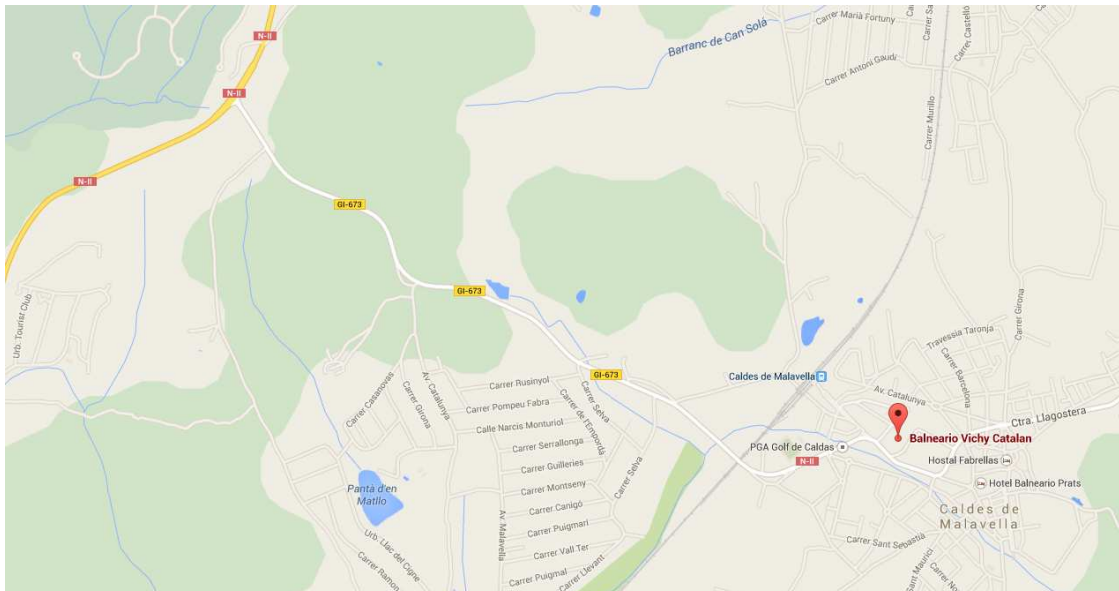 Carrer Marià Fortuny
Carrer Castelló
N-II
Barranc de Can Solá
Carrer Antoni Gaudí
N-II
Carrer Murillo
N-II
GI-673
GI-673
Urb. Tourist Club
Carrer Girona
Travessia Taronja
Carrer Barcelona
GI-673
Caldes de Malavella
Av. Catalunya
Carrer Rusinyol
Carrer Casanovas
Carrer Girona
Av. Catalunya
Carrer Pompeu Fabra
Carrer Selva
Carrer de l'Empordà
Calle Narcis Monturiol
Ctra. Llagostera
Balneario Vichy Catalan
Carrer Serrallonga
PGA Golf de Caldas
N-II
Hostal Fabrellas
Carrer Guilleries
Carrer Selva
Hotel Balneario Prats
Carrer Montseny
Panta d'en
Matllo
Carrer Canigó
Caldes de
Malavella
Av. Malavella
Carrer Puigmarí
Carrer Sant Sebastià
Urb. Llac del Cigne
Carrer Vall Ter
Sant Maurici
Carrer Ramon
Carrer Puigmal
Carrer Llevant